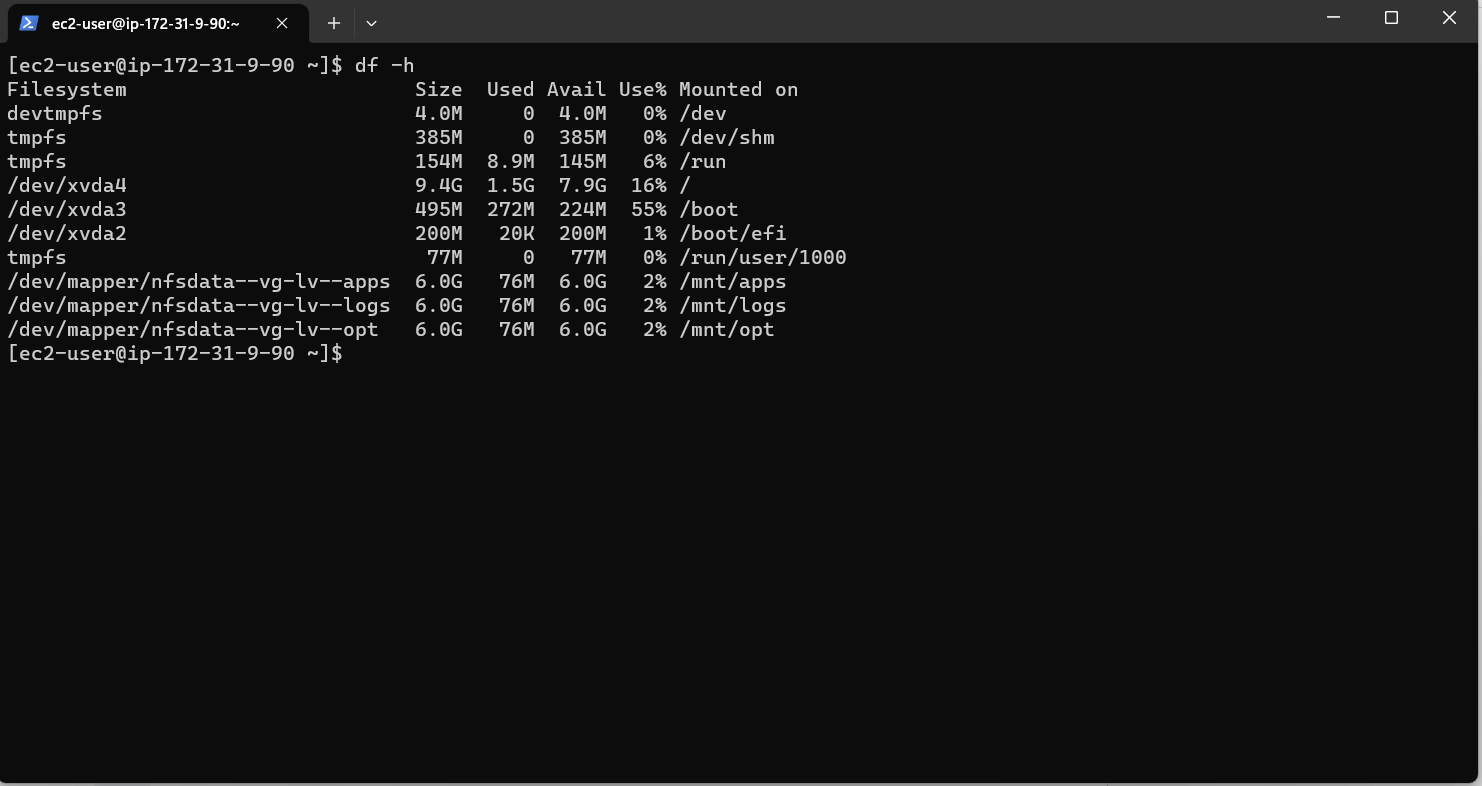 ec2-user@ip-172-31-9-90:~
[ec2-user@ip-172-31-9-90 ~]$ df -h
Filesystem                        Size  Used Avail Use% Mounted on
devtmpfs                          4.0M     0  4.0M   0% /dev
tmpfs                             385M     0  385M   0% /dev/shm
tmpfs                             154M  8.9M  145M   6% /run
/dev/xvda4                        9.4G  1.5G  7.9G  16% /
/dev/xvda3                        495M  272M  224M  55% /boot
/dev/xvda2                        200M   20K  200M   1% /boot/efi
tmpfs                              77M     0   77M   0% /run/user/1000
/dev/mapper/nfsdata--vg-lv--apps  6.0G   76M  6.0G   2% /mnt/apps
/dev/mapper/nfsdata--vg-lv--logs  6.0G   76M  6.0G   2% /mnt/logs
/dev/mapper/nfsdata--vg-lv--opt   6.0G   76M  6.0G   2% /mnt/opt
[ec2-user@ip-172-31-9-90 ~]$